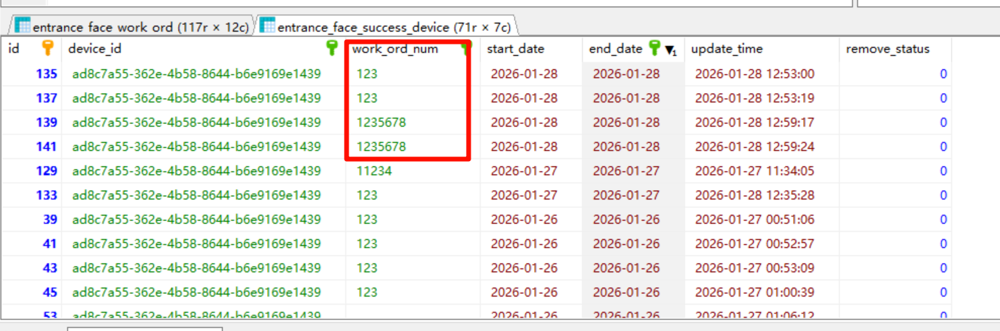 entrance face work ord (117r × 12c) entrance_face_success_device (71r × 7c)
id device_id work_ord_num start_date end_date ▼1 update_time remove_status
135 ad8c7a55-362e-4b58-8644-b6e9169e1439 123 2026-01-28 2026-01-28 2026-01-28 12:53:00 0
137 ad8c7a55-362e-4b58-8644-b6e9169e1439 123 2026-01-28 2026-01-28 2026-01-28 12:53:19 0
139 ad8c7a55-362e-4b58-8644-b6e9169e1439 1235678 2026-01-28 2026-01-28 2026-01-28 12:59:17 0
141 ad8c7a55-362e-4b58-8644-b6e9169e1439 1235678 2026-01-28 2026-01-28 2026-01-28 12:59:24 0
129 ad8c7a55-362e-4b58-8644-b6e9169e1439 11234 2026-01-27 2026-01-27 2026-01-27 11:34:05 0
133 ad8c7a55-362e-4b58-8644-b6e9169e1439 123 2026-01-27 2026-01-27 2026-01-28 12:35:28 0
39 ad8c7a55-362e-4b58-8644-b6e9169e1439 123 2026-01-26 2026-01-26 2026-01-27 00:51:06 0
41 ad8c7a55-362e-4b58-8644-b6e9169e1439 123 2026-01-26 2026-01-26 2026-01-27 00:52:57 0
43 ad8c7a55-362e-4b58-8644-b6e9169e1439 123 2026-01-26 2026-01-26 2026-01-27 00:53:09 0
45 ad8c7a55-362e-4b58-8644-b6e9169e1439 123 2026-01-26 2026-01-26 2026-01-27 01:00:39 0
53 ad8c7a55-362e-4b58-8644-b6e9169e1439 2026-01-26 2026-01-26 2026-01-27 01:06:12 0